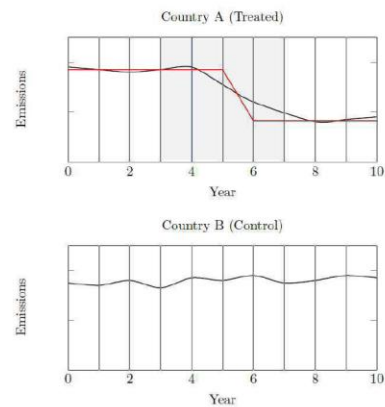 Country A (Treated)
Emissions
0 2 4 6 8 10
Year
Country B (Control)
Emissions
0 2 4 6 8 10
Year